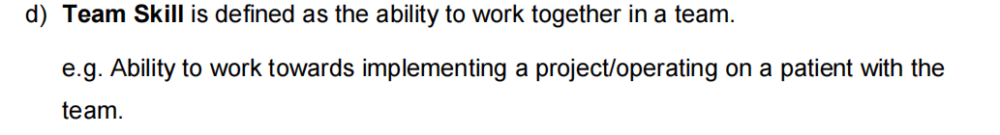 d) Team Skill is defined as the ability to work together in a team.
e.g. Ability to work towards implementing a project/operating on a patient with the
team.